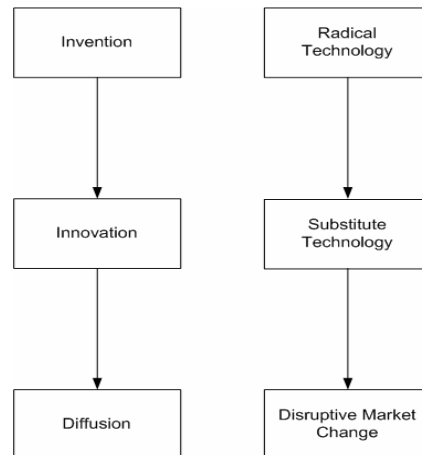 Invention
Radical
Technology
Innovation
Substitute
Technology
Diffusion
Disruptive Market
Change